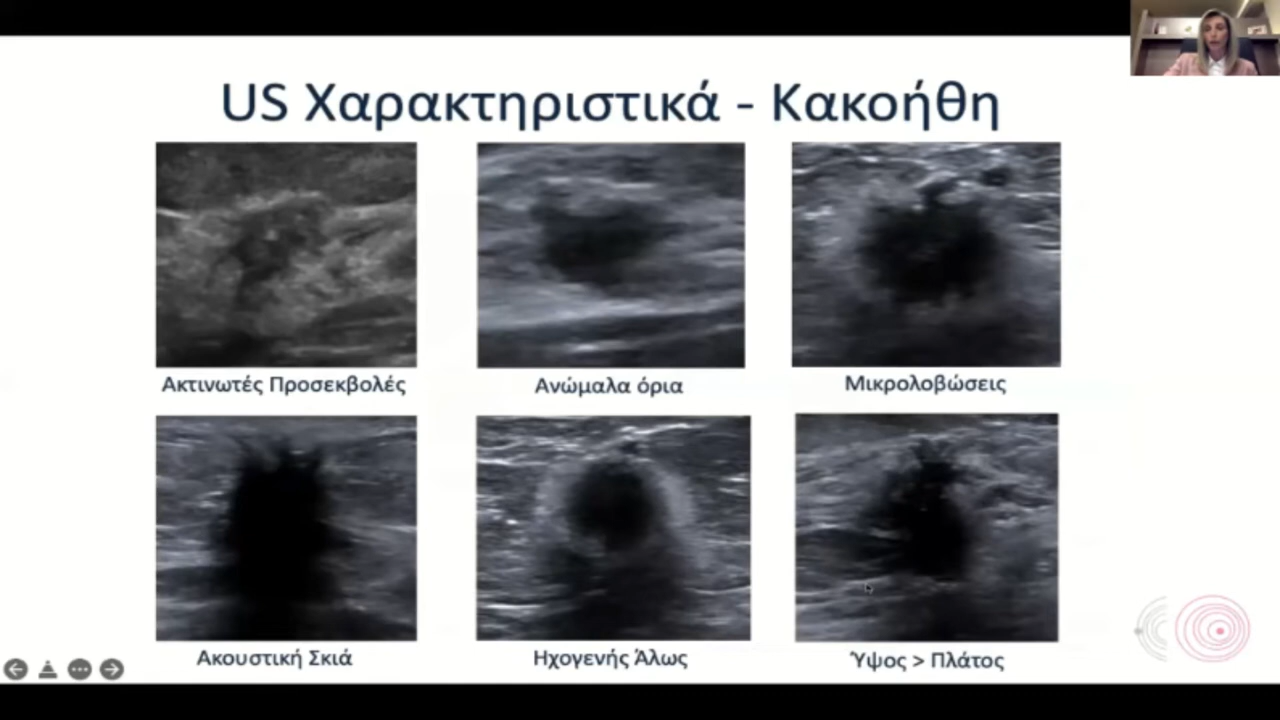 US Χαρακτηριστικά - Κακοήθη
Ακτινωτές Προσεκβολές
Ανώμαλα όρια
Μικρολοβώσεις
Ακουστική Σκιά
Ηχογενής Άλως
Ύψος > Πλάτος